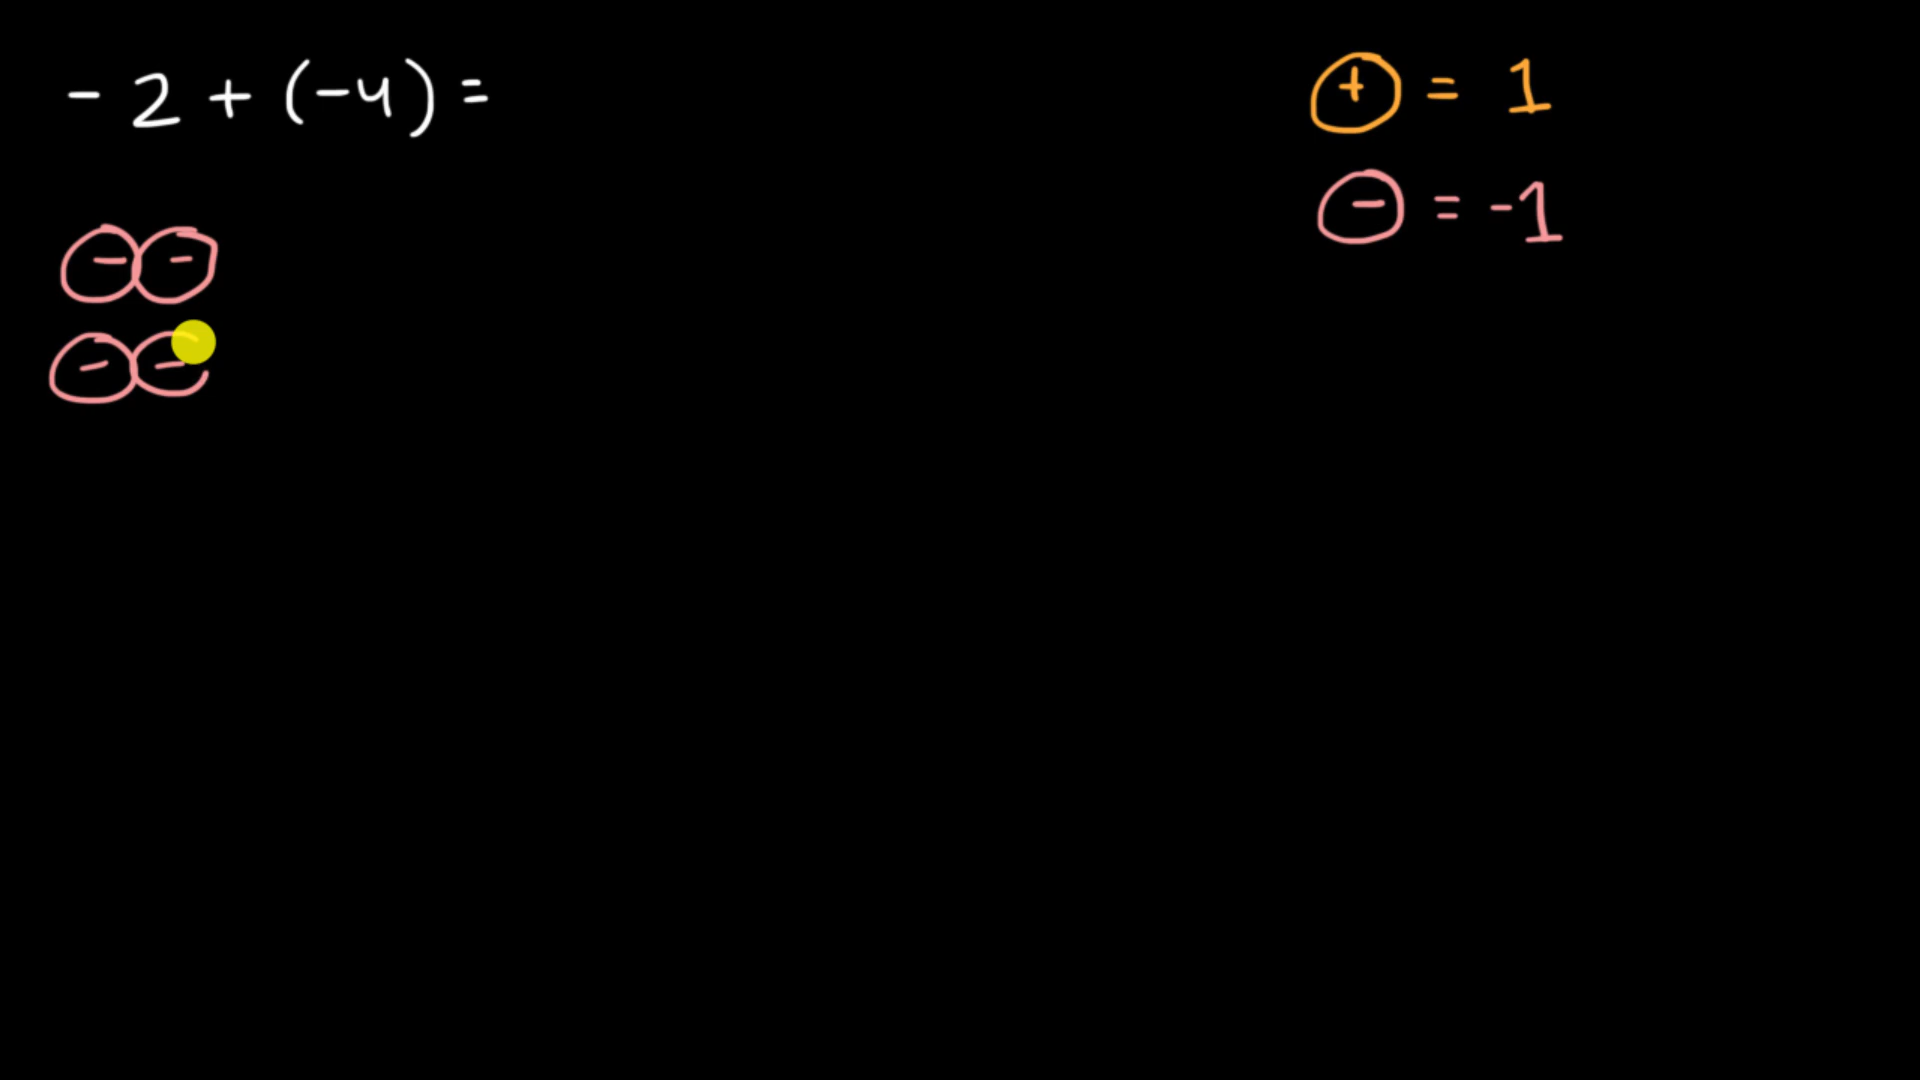 - 2 + (-4) =
+ = 1
- = -1
- -
- -